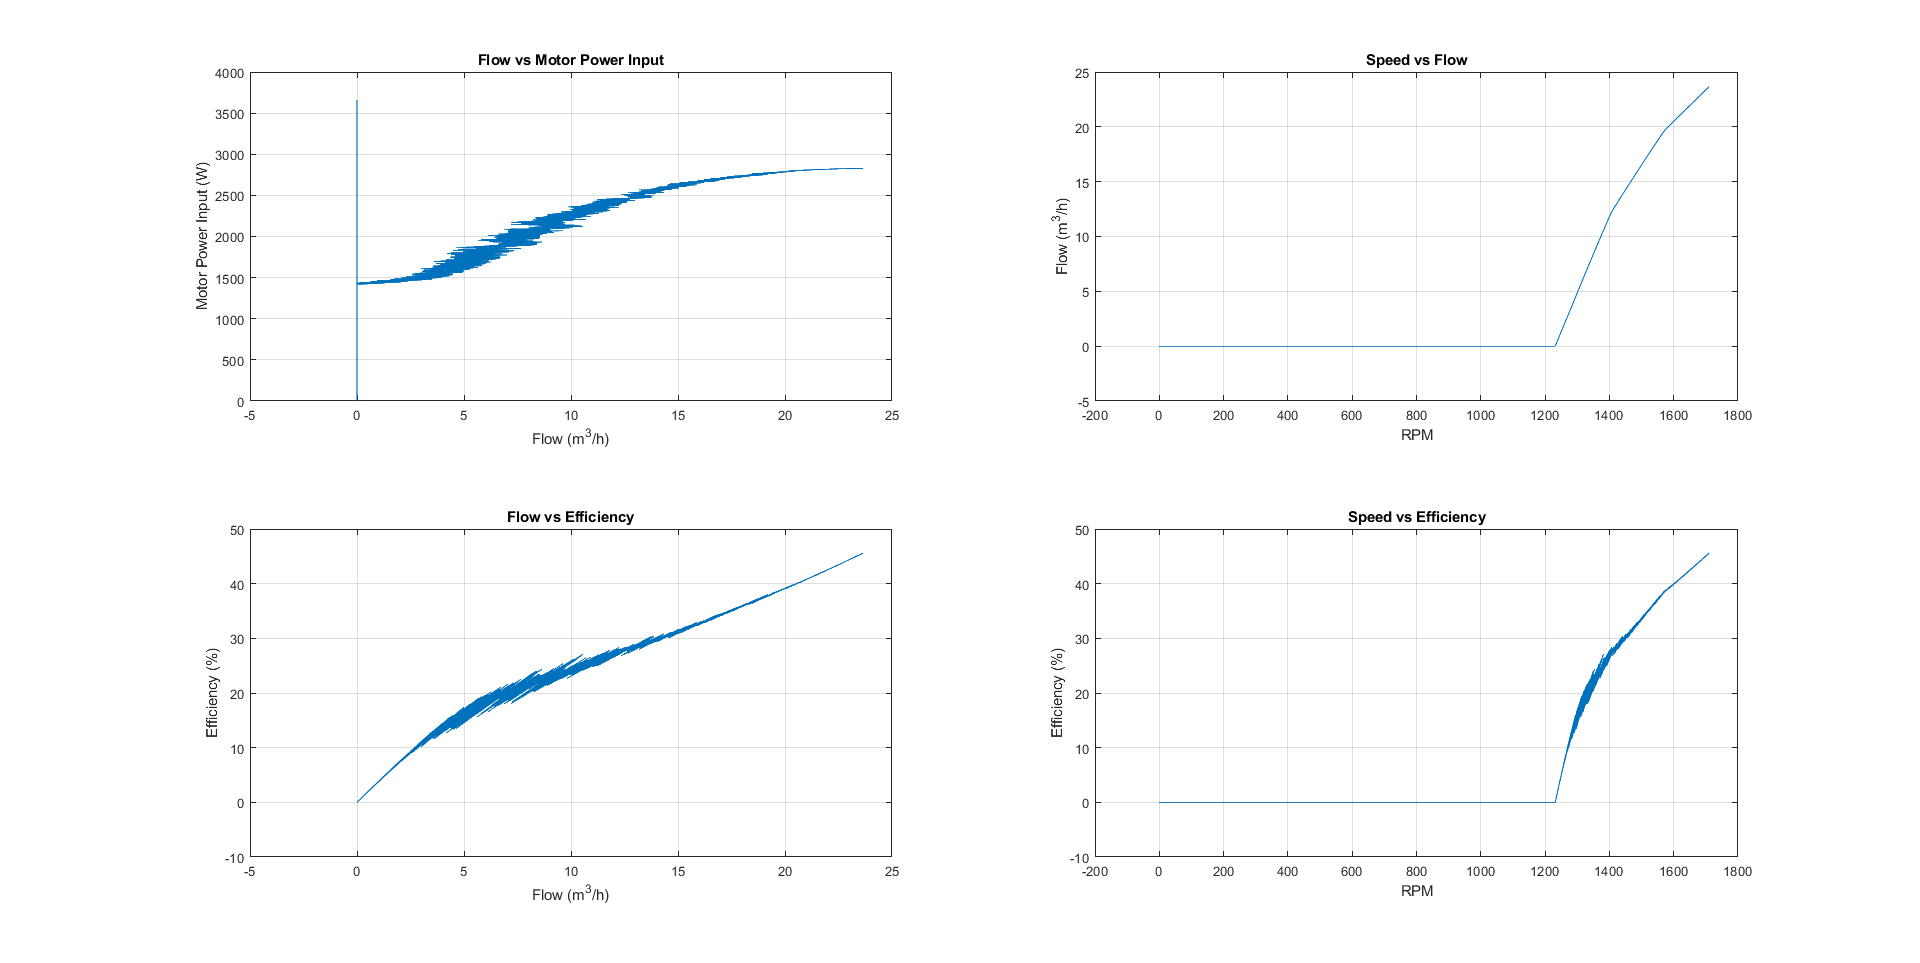 Flow vs Motor Power Input
4000
3500
3000
2500
2000
1500
1000
500
0
Motor Power Input (W)
-5 0 5 10 15 20 25
Flow (m³/h)
Speed vs Flow
25
20
15
10
5
0
-5
Flow (m³/h)
-200 0 200 400 600 800 1000 1200 1400 1600 1800
RPM
Flow vs Efficiency
50
40
30
20
10
0
-10
Efficiency (%)
-5 0 5 10 15 20 25
Flow (m³/h)
Speed vs Efficiency
50
40
30
20
10
0
-10
Efficiency (%)
-200 0 200 400 600 800 1000 1200 1400 1600 1800
RPM